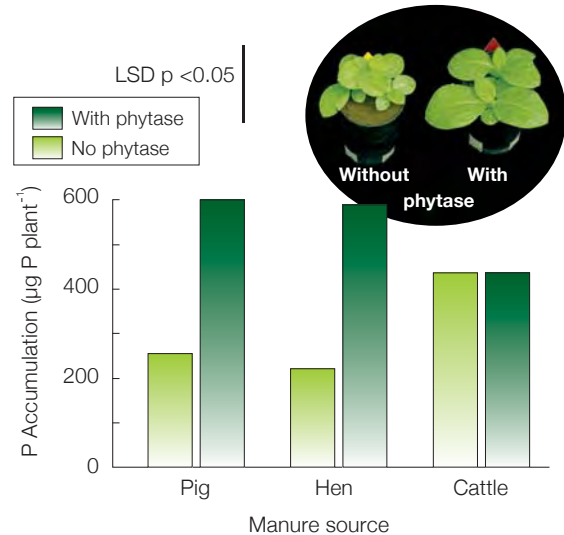 LSD p <0.05
With phytase
No phytase
Without With
phytase
P Accumulation (µg P plant⁻¹)
600
400
200
0
Pig Hen Cattle
Manure source